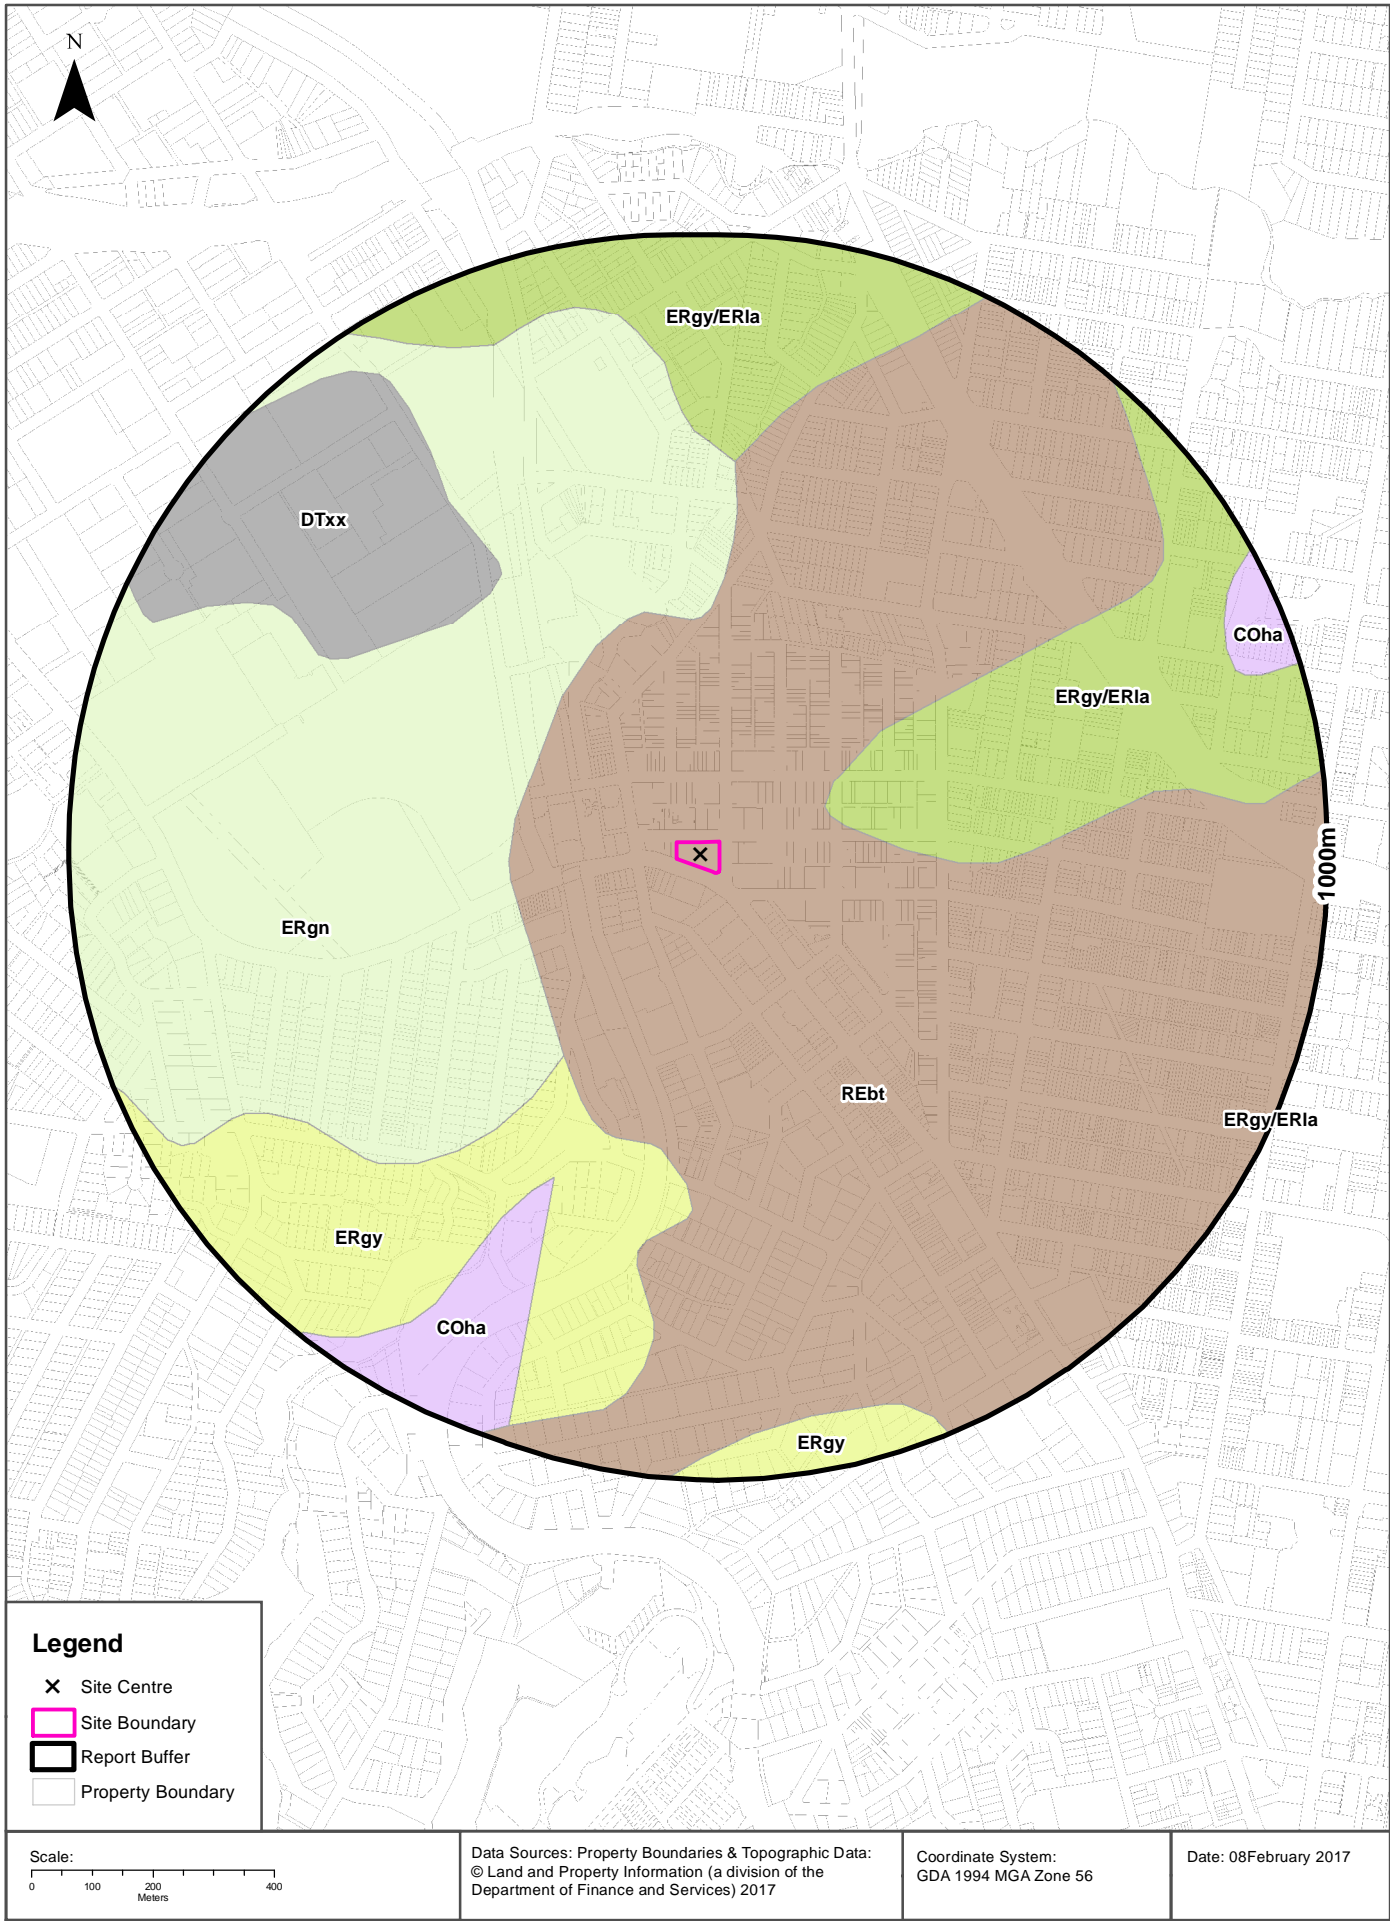 N
ERgy/ERla
DTxx
COha
ERgy/ERla
1000m
ERgn
REbt
ERgy/ERla
ERgy
COha
ERgy
Legend
Site Centre
Site Boundary
Report Buffer
Property Boundary
Scale:
0 100 200 400
Meters
Data Sources: Property Boundaries & Topographic Data:
© Land and Property Information (a division of the
Department of Finance and Services) 2017
Coordinate System:
GDA 1994 MGA Zone 56
Date: 08February 2017